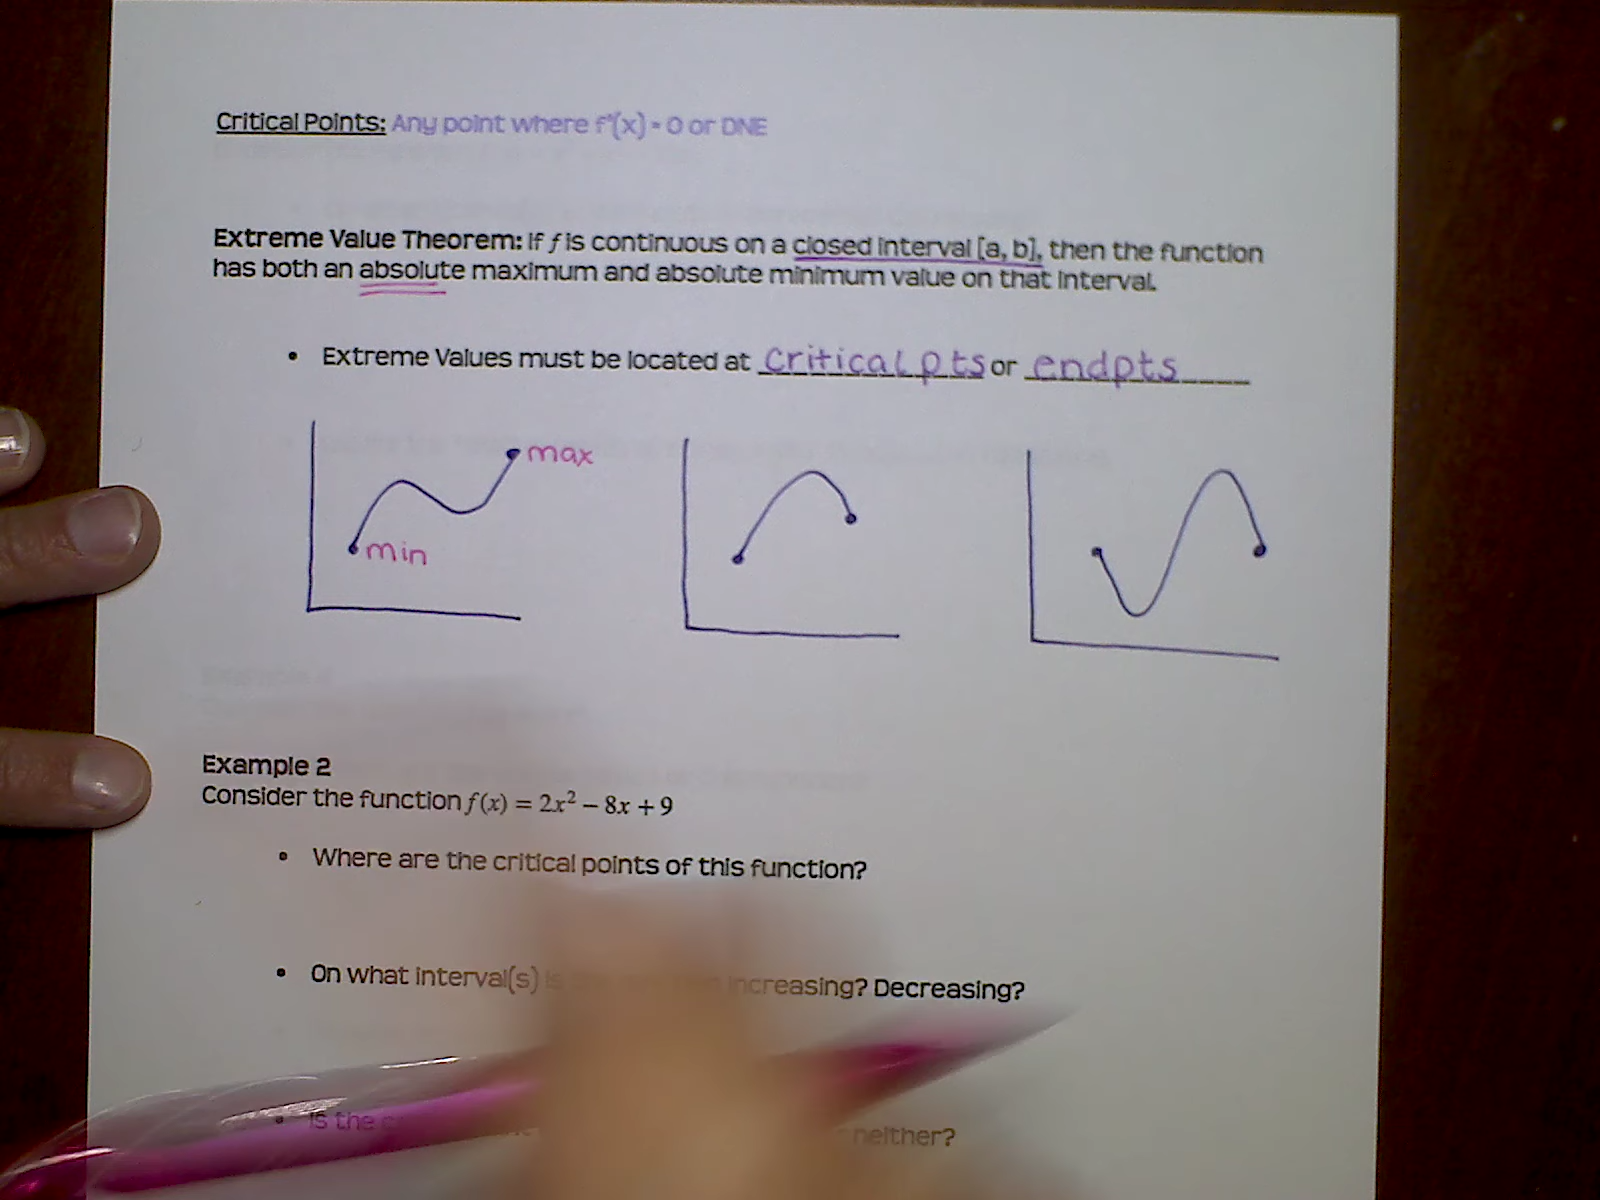 Critical Points: Any point where f'(x) = 0 or DNE
Extreme Value Theorem: If f is continuous on a closed interval [a, b], then the function
has both an absolute maximum and absolute minimum value on that interval.
• Extreme Values must be located at critical pts or endpts
max
min
Example 2
Consider the function f(x) = 2x² − 8x + 9
• Where are the critical points of this function?
• On what interval(s) is increasing? Decreasing?
• Is the neither?